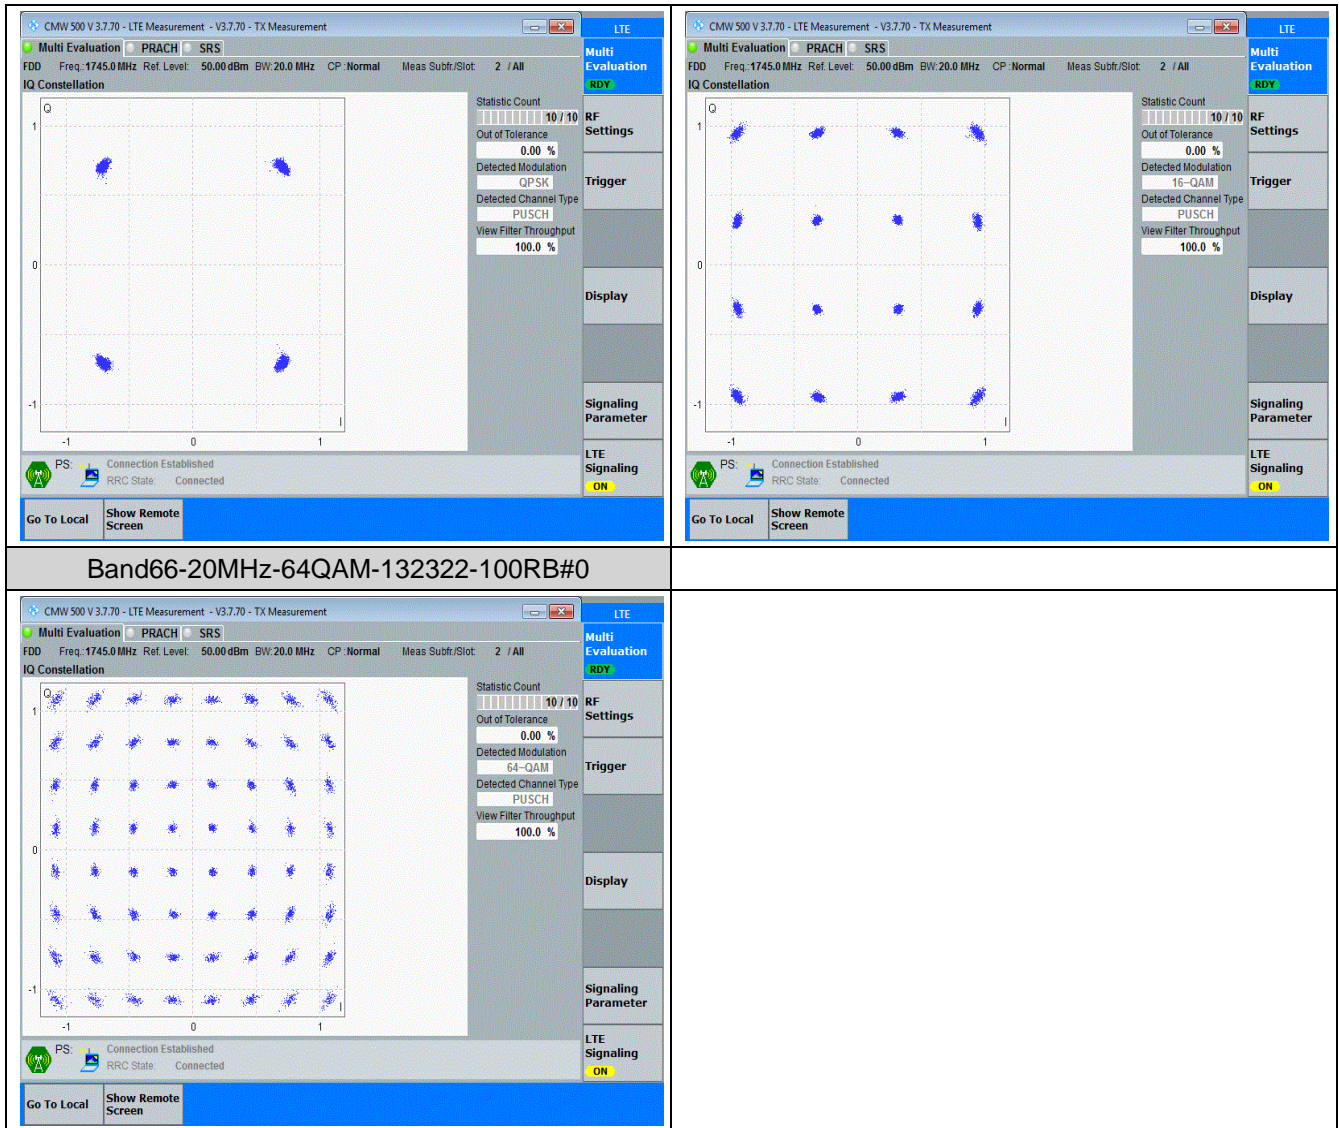 CMW 500 V 3.7.70 - LTE Measurement - V3.7.70 - TX Measurement
LTE
Multi Evaluation PRACH SRS
Multi Evaluation
RDY
FDD Freq.:1745.0 MHz Ref. Level: 50.00 dBm BW:20.0 MHz CP :Normal Meas Subfr./Slot: 2 / All
IQ Constellation
Q
1
0
-1
-1 0 1
I
Statistic Count
10 / 10
Out of Tolerance
0.00 %
Detected Modulation
QPSK
Detected Channel Type
PUSCH
View Filter Throughput
100.0 %
RF Settings
Trigger
Display
Signaling Parameter
LTE Signaling
ON
PS: Connection Established
RRC State: Connected
Go To Local
Show Remote Screen
CMW 500 V 3.7.70 - LTE Measurement - V3.7.70 - TX Measurement
LTE
Multi Evaluation PRACH SRS
Multi Evaluation
RDY
FDD Freq.:1745.0 MHz Ref. Level: 50.00 dBm BW:20.0 MHz CP :Normal Meas Subfr./Slot: 2 / All
IQ Constellation
Q
1
0
-1
-1 0 1
I
Statistic Count
10 / 10
Out of Tolerance
0.00 %
Detected Modulation
16-QAM
Detected Channel Type
PUSCH
View Filter Throughput
100.0 %
RF Settings
Trigger
Display
Signaling Parameter
LTE Signaling
ON
PS: Connection Established
RRC State: Connected
Go To Local
Show Remote Screen
Band66-20MHz-64QAM-132322-100RB#0
CMW 500 V 3.7.70 - LTE Measurement - V3.7.70 - TX Measurement
LTE
Multi Evaluation PRACH SRS
Multi Evaluation
RDY
FDD Freq.:1745.0 MHz Ref. Level: 50.00 dBm BW:20.0 MHz CP :Normal Meas Subfr./Slot: 2 / All
IQ Constellation
Q
1
0
-1
-1 0 1
I
Statistic Count
10 / 10
Out of Tolerance
0.00 %
Detected Modulation
64-QAM
Detected Channel Type
PUSCH
View Filter Throughput
100.0 %
RF Settings
Trigger
Display
Signaling Parameter
LTE Signaling
ON
PS: Connection Established
RRC State: Connected
Go To Local
Show Remote Screen